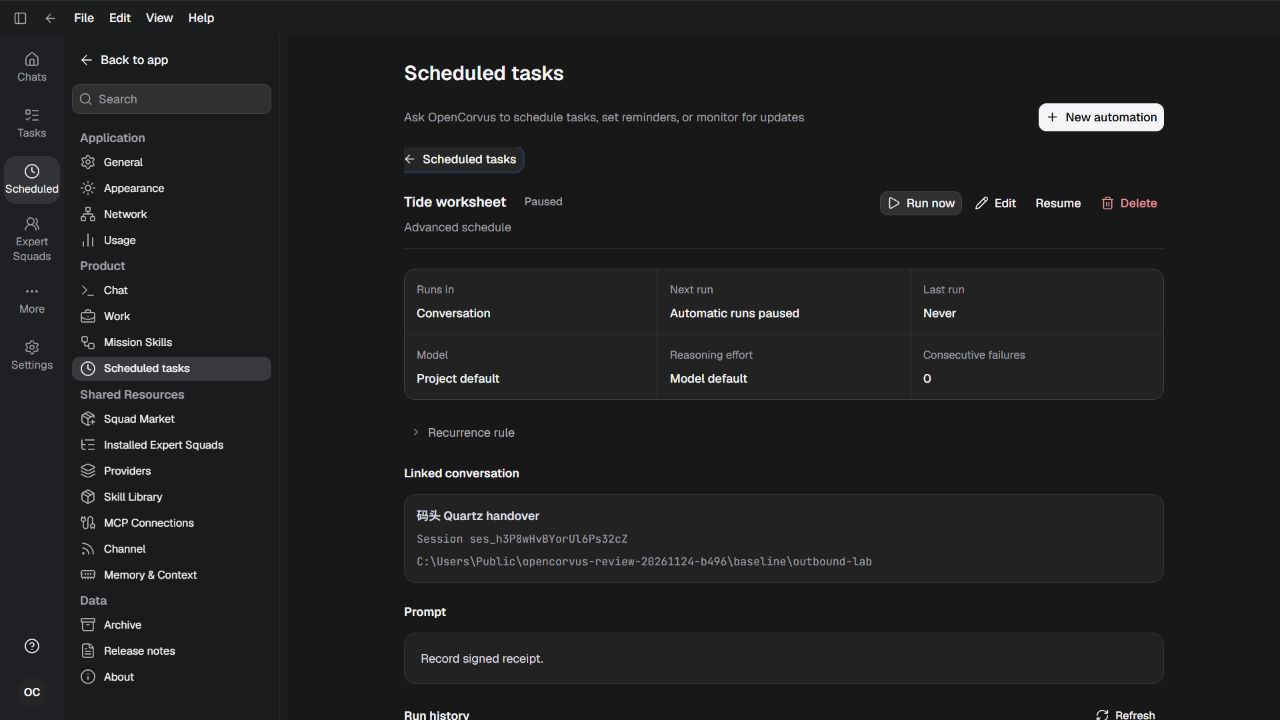 File Edit View Help
Chats
Tasks
Scheduled
Expert
Squads
More
Settings
OC
Back to app
Search
Application
General
Appearance
Network
Usage
Product
Chat
Work
Mission Skills
Scheduled tasks
Shared Resources
Squad Market
Installed Expert Squads
Providers
Skill Library
MCP Connections
Channel
Memory & Context
Data
Archive
Release notes
About
Scheduled tasks
Ask OpenCorvus to schedule tasks, set reminders, or monitor for updates
New automation
Scheduled tasks
Tide worksheet Paused
Run now Edit Resume Delete
Advanced schedule
Runs in
Conversation
Next run
Automatic runs paused
Last run
Never
Model
Project default
Reasoning effort
Model default
Consecutive failures
0
Recurrence rule
Linked conversation
码头 Quartz handover
Session ses_h3P8wHvBYorUl6Ps32cZ
C:\Users\Public\opencorvus-review-20261124-b496\baseline\outbound-lab
Prompt
Record signed receipt.
Run history
Refresh